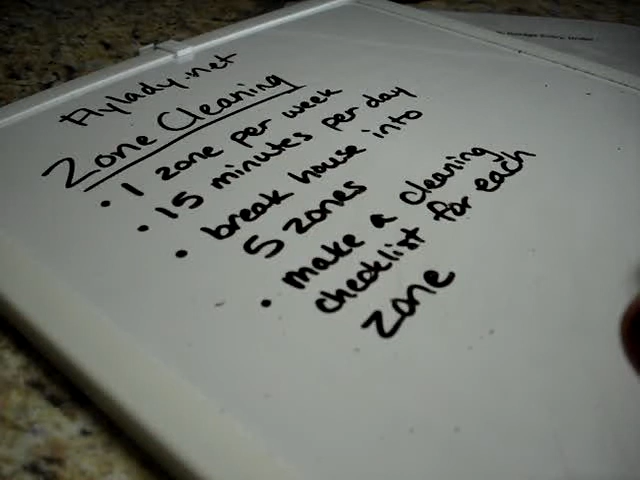 Flylady.net
Zone Cleaning
• 1 zone per week
• 15 minutes per day
• break house into
5 zones
• make a cleaning
checklist for each
zone